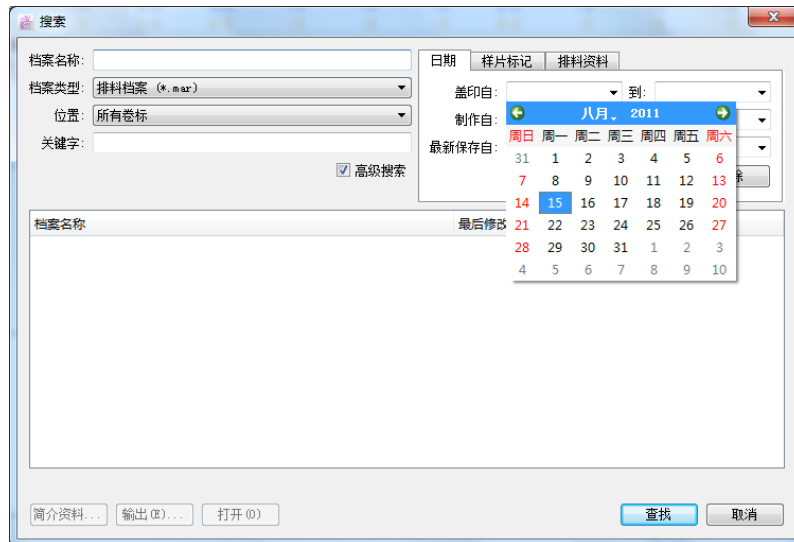 搜索
档案名称:
档案类型: 排料档案 (*.mar)
位置: 所有卷标
关键字:
高级搜索
日期 样片标记 排料资料
盖印自: 到:
制作自:
最新保存自:
八月, 2011
周日 周一 周二 周三 周四 周五 周六
31 1 2 3 4 5 6
7 8 9 10 11 12 13
14 15 16 17 18 19 20
21 22 23 24 25 26 27
28 29 30 31 1 2 3
4 5 6 7 8 9 10
档案名称 最后修改
简介资料... 输出(E)... 打开(O) 查找 取消